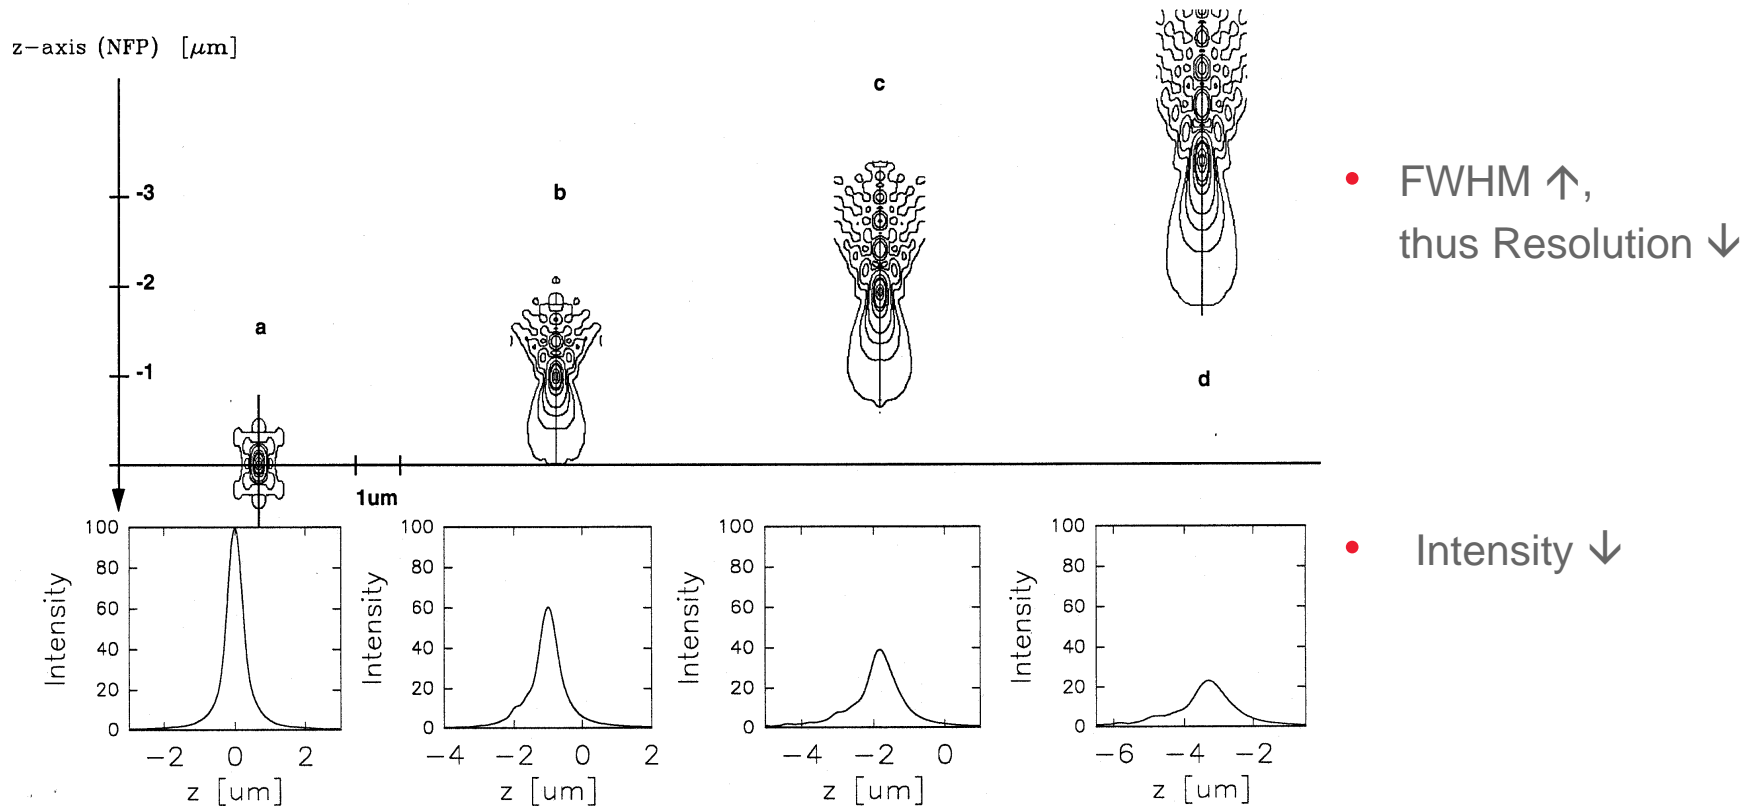 z-axis (NFP) [μm]
-3
-2
-1
a
b
c
d
1um
• FWHM ↑,
thus Resolution ↓
• Intensity ↓
100
80
60
40
20
0
Intensity
−2 0 2
z [um]
100
80
60
40
20
0
Intensity
−4 −2 0 2
z [um]
100
80
60
40
20
0
Intensity
−4 −2 0
z [um]
100
80
60
40
20
0
Intensity
−6 −4 −2
z [um]